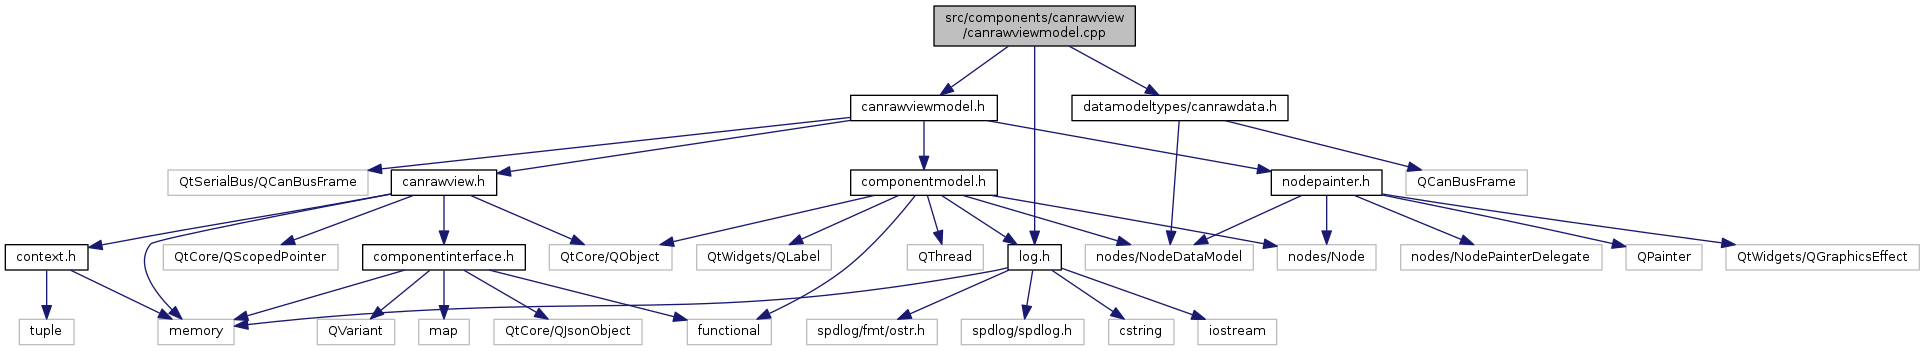 src/components/canrawview
/canrawviewmodel.cpp
canrawviewmodel.h
datamodeltypes/canrawdata.h
QtSerialBus/QCanBusFrame
canrawview.h
componentmodel.h
nodepainter.h
QCanBusFrame
context.h
QtCore/QScopedPointer
componentinterface.h
QtCore/QObject
QtWidgets/QLabel
QThread
log.h
nodes/NodeDataModel
nodes/Node
nodes/NodePainterDelegate
QPainter
QtWidgets/QGraphicsEffect
tuple
memory
QVariant
map
QtCore/QJsonObject
functional
spdlog/fmt/ostr.h
spdlog/spdlog.h
cstring
iostream